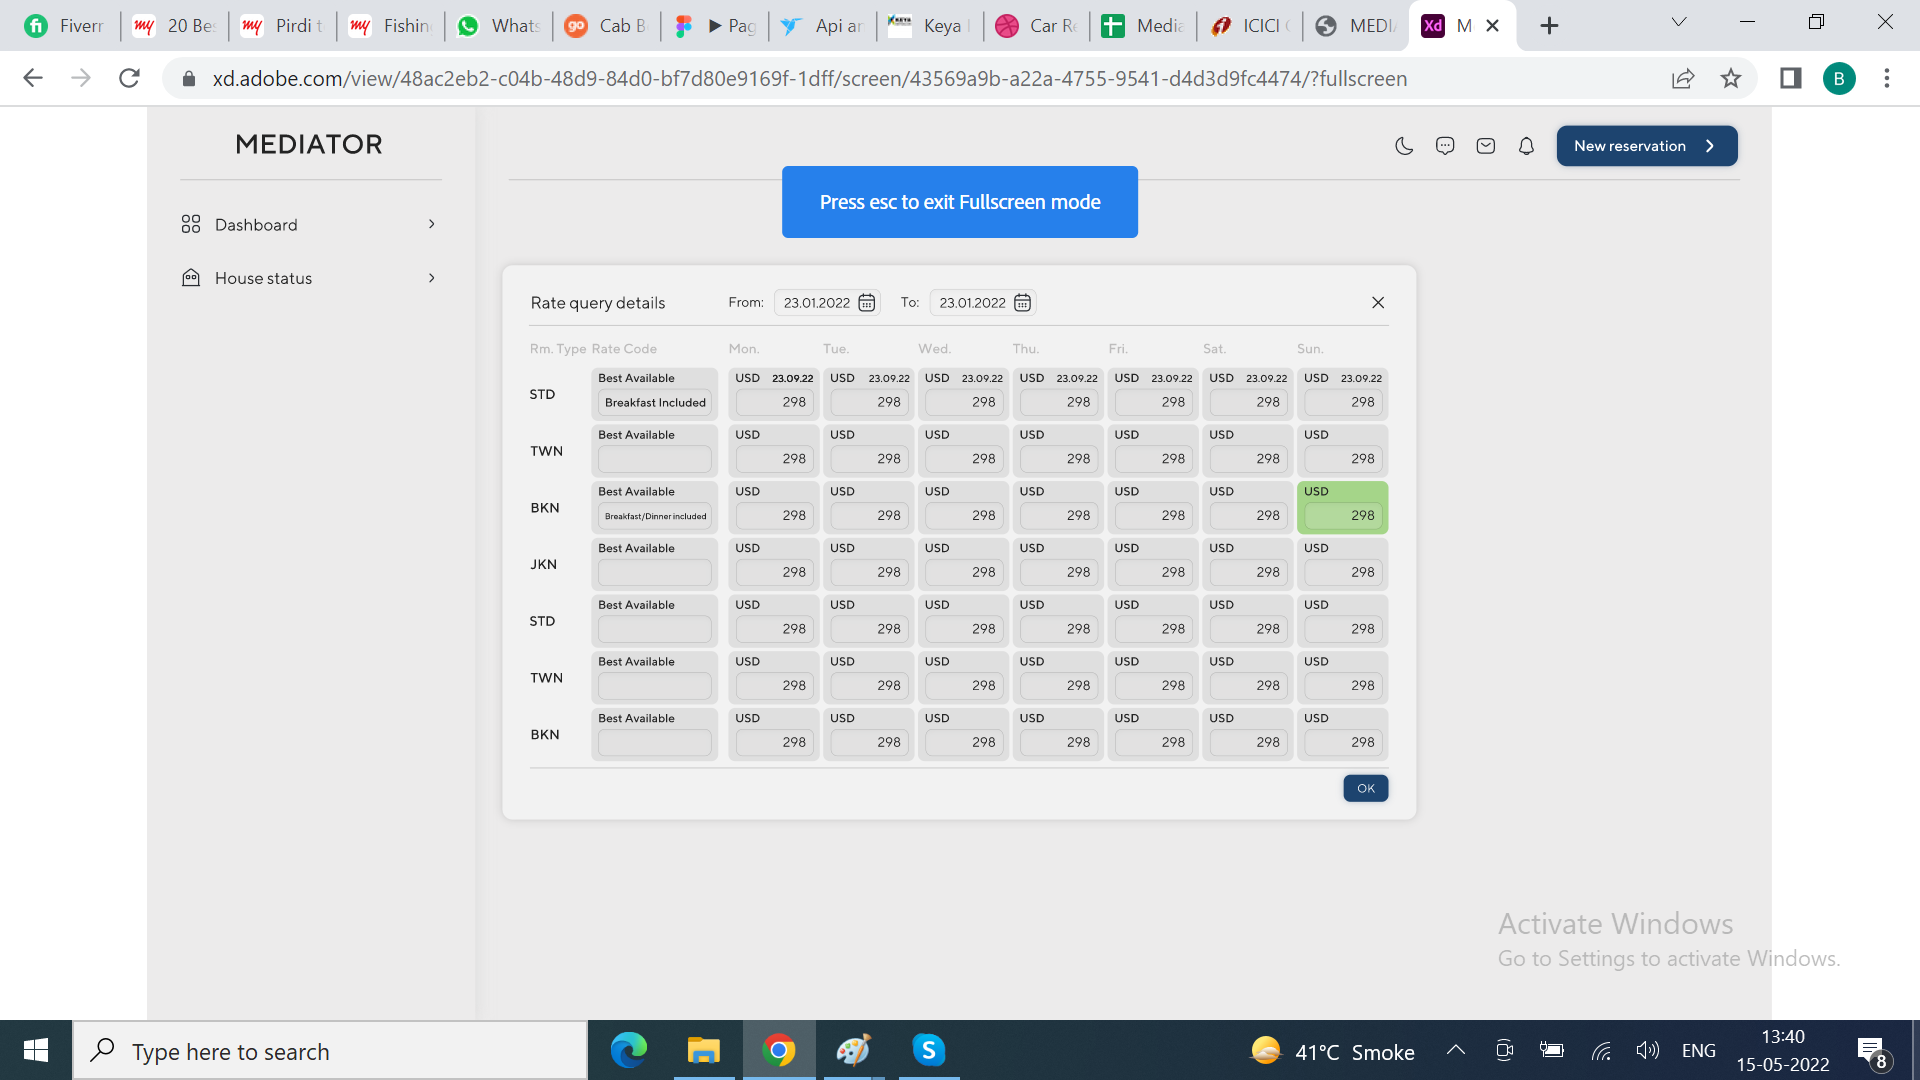 Fiverr
20 Be
Pirdi t
Fishin
Whats
Cab B
▶ Pag
Api an
Keya
Car Re
Media
ICICI
MEDI
M
xd.adobe.com/view/48ac2eb2-c04b-48d9-84d0-bf7d80e9169f-1dff/screen/43569a9b-a22a-4755-9541-d4d3d9fc4474/?fullscreen
B
MEDIATOR
New reservation
Press esc to exit Fullscreen mode
Dashboard
House status
Rate query details From: 23.01.2022 To: 23.01.2022
Rm. Type Rate Code Mon. Tue. Wed. Thu. Fri. Sat. Sun.
Best Available USD 23.09.22 USD 23.09.22 USD 23.09.22 USD 23.09.22 USD 23.09.22 USD 23.09.22 USD 23.09.22
STD
Breakfast Included 298 298 298 298 298 298 298
Best Available USD USD USD USD USD USD USD
TWN
298 298 298 298 298 298 298
Best Available USD USD USD USD USD USD USD
BKN
Breakfast/Dinner included 298 298 298 298 298 298 298
Best Available USD USD USD USD USD USD USD
JKN
298 298 298 298 298 298 298
Best Available USD USD USD USD USD USD USD
STD
298 298 298 298 298 298 298
Best Available USD USD USD USD USD USD USD
TWN
298 298 298 298 298 298 298
Best Available USD USD USD USD USD USD USD
BKN
298 298 298 298 298 298 298
OK
Activate Windows
Go to Settings to activate Windows.
Type here to search
41°C Smoke
ENG
13:40
15-05-2022
8